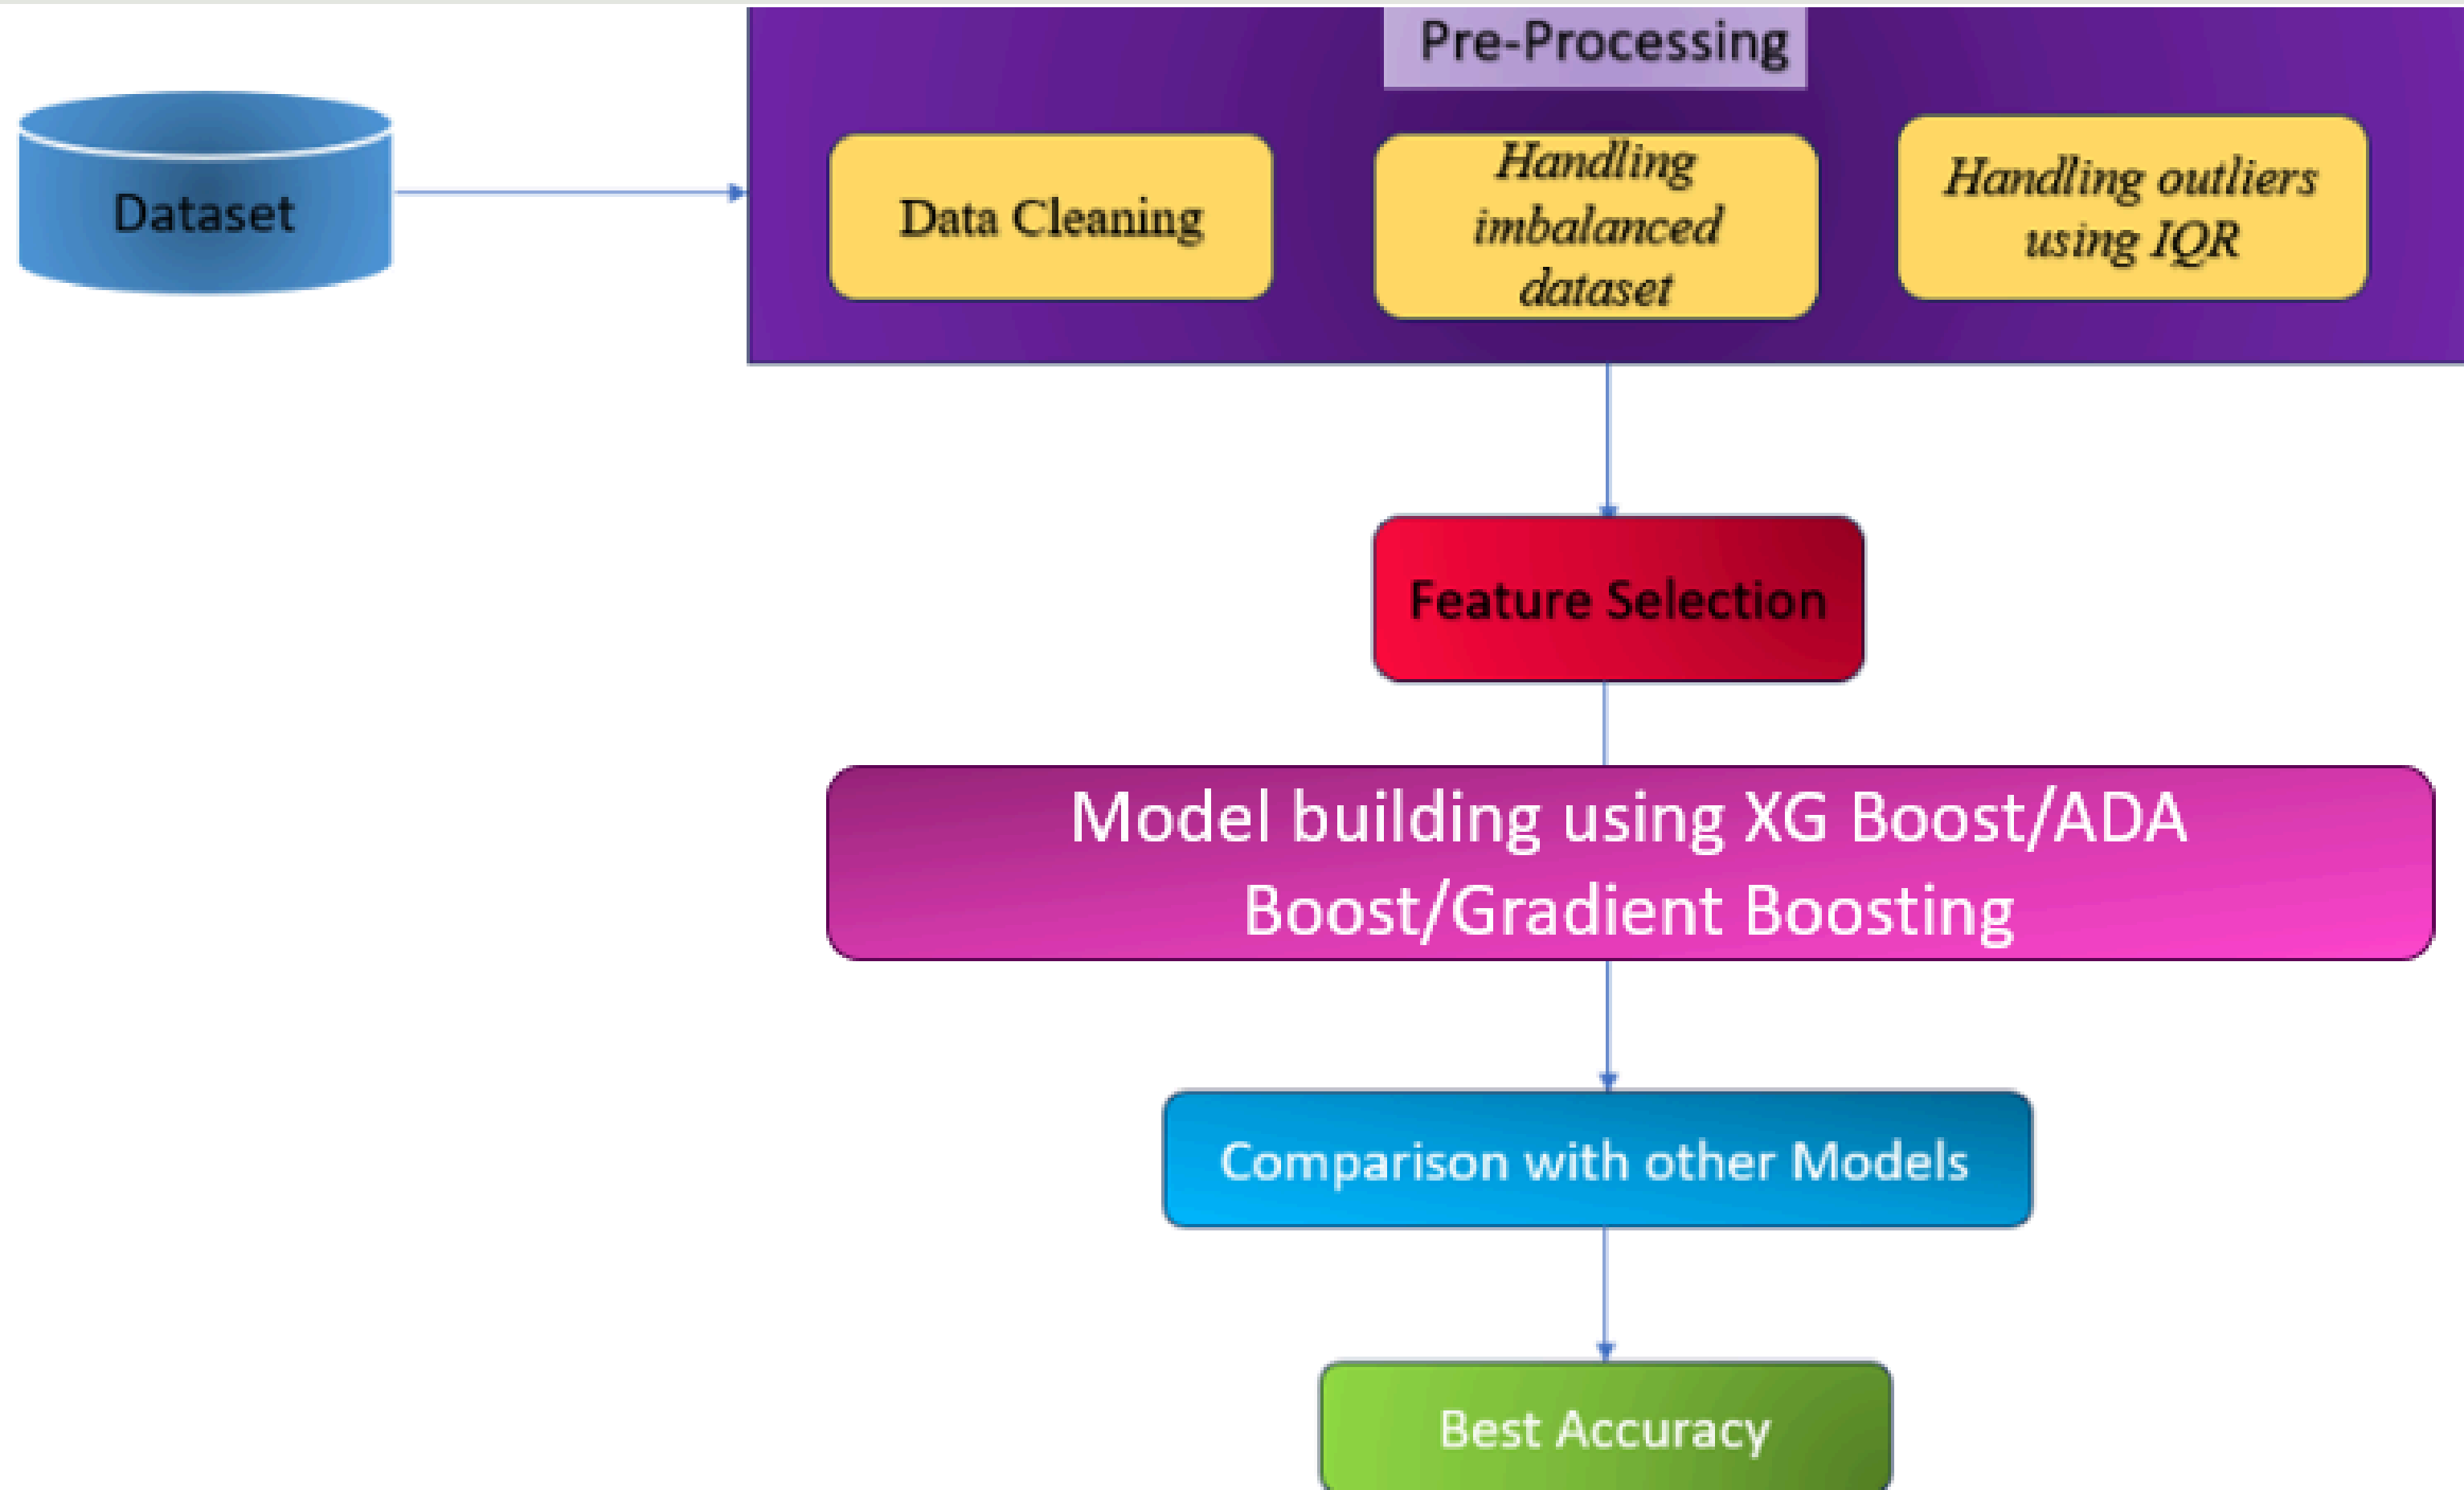 Pre-Processing
Dataset
Data Cleaning
Handling
imbalanced
dataset
Handling outliers
using IQR
Feature Selection
Model building using XG Boost/ADA
Boost/Gradient Boosting
Comparison with other Models
Best Accuracy